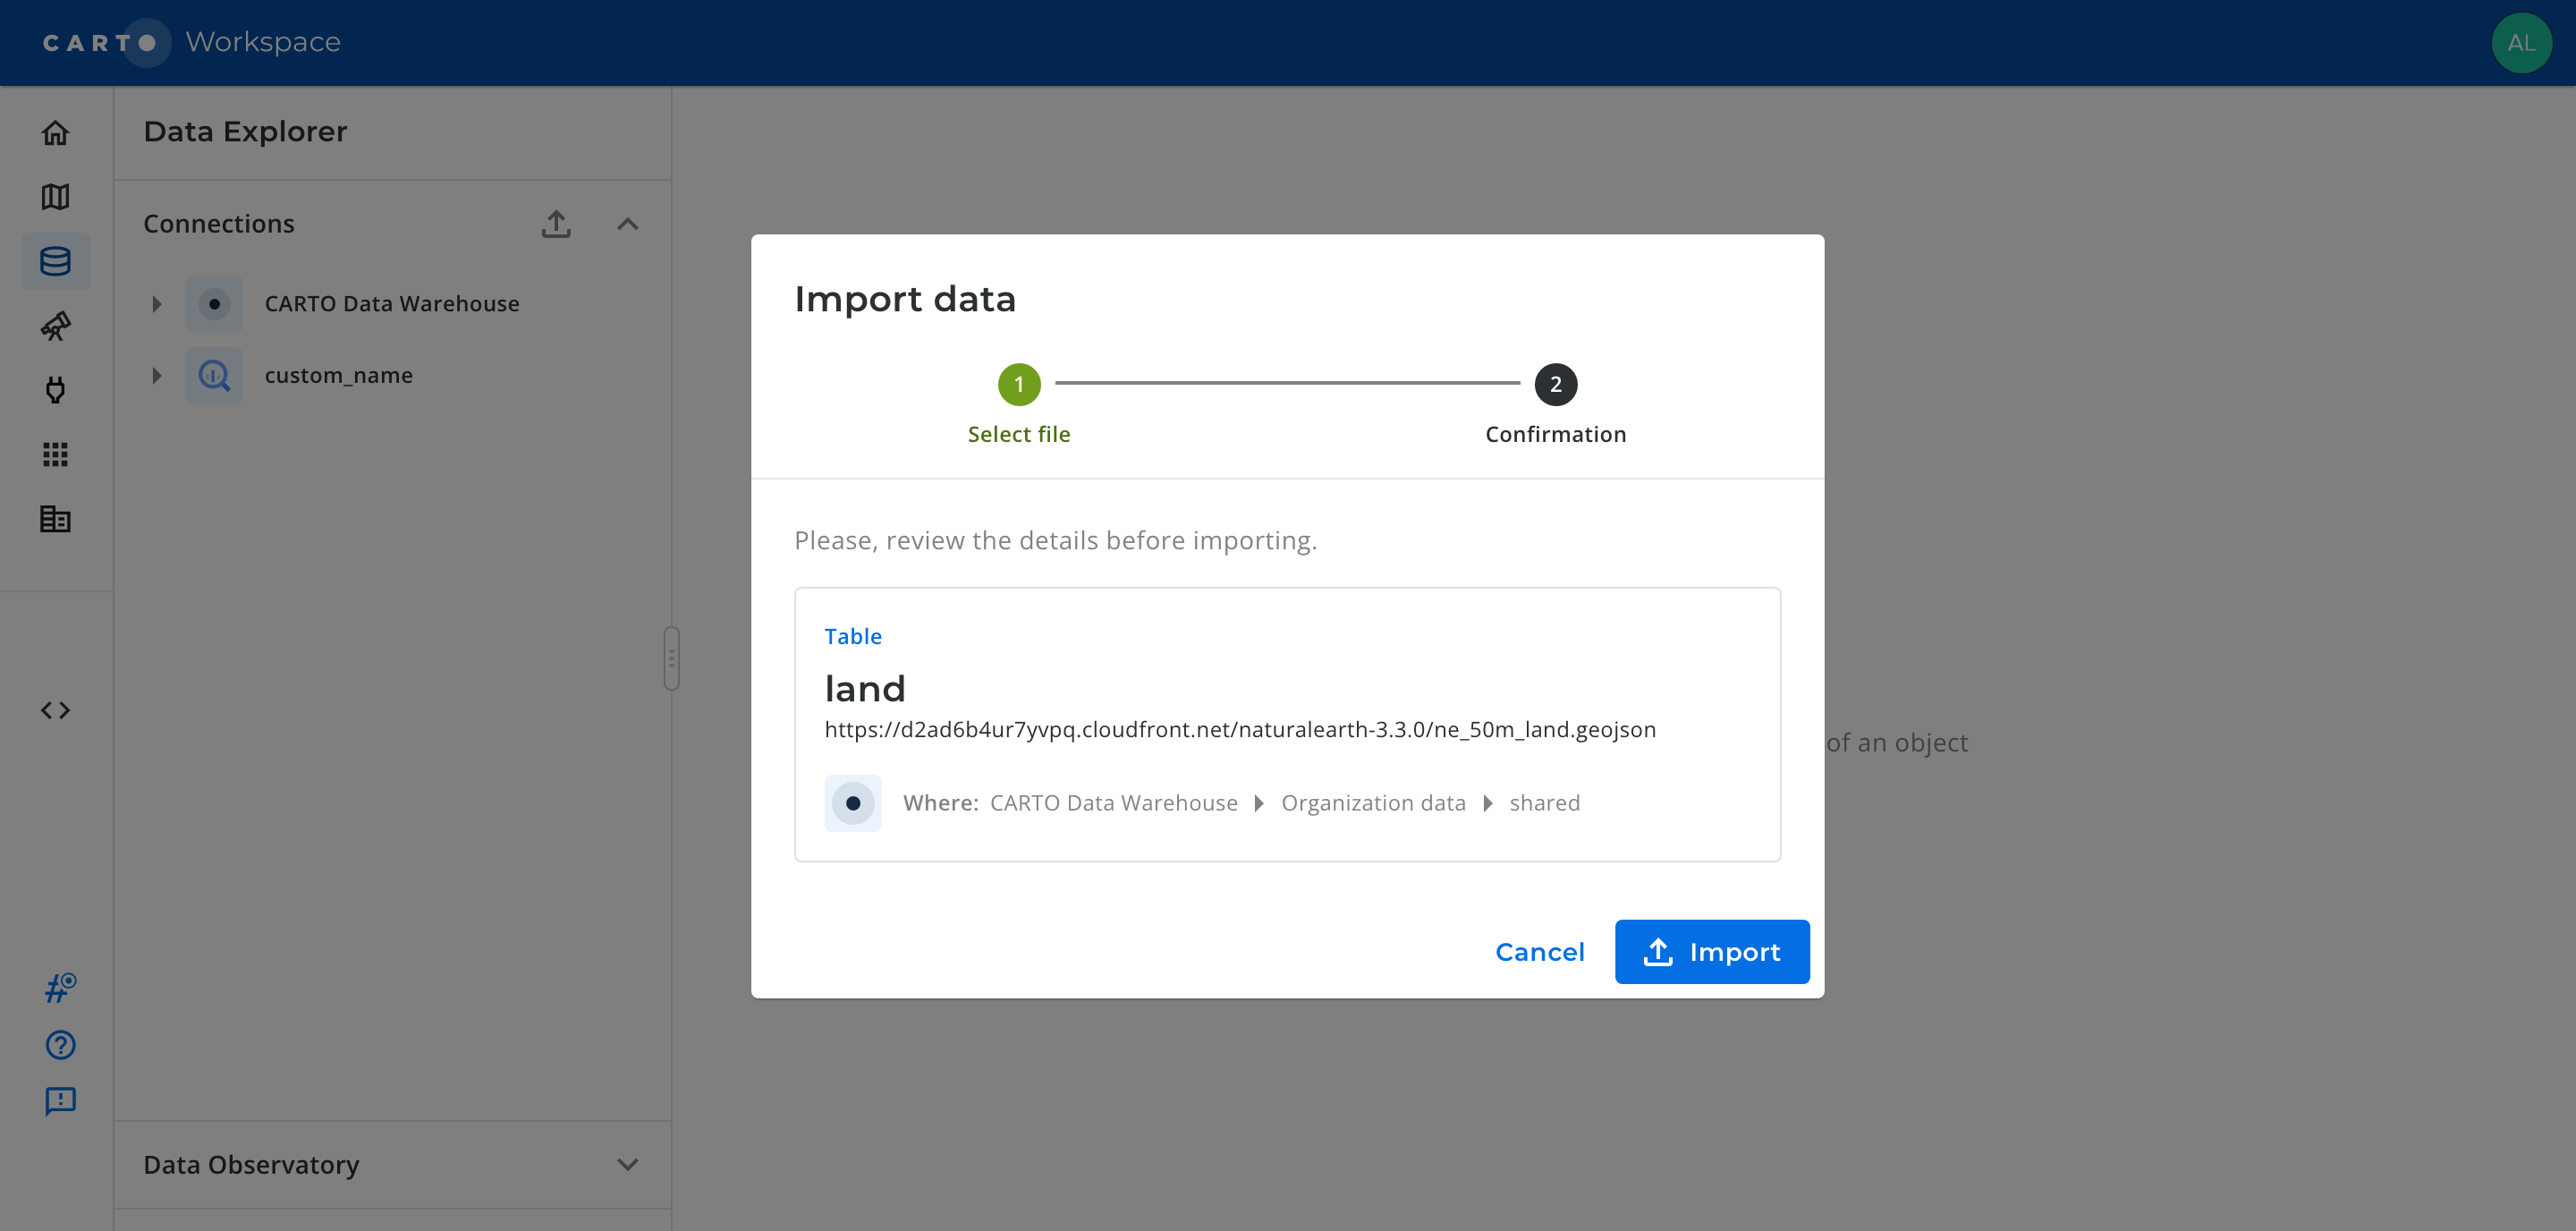 CARTO Workspace
AL
Data Explorer
Connections
CARTO Data Warehouse
custom_name
Data Observatory
of an object
Import data
1
2
Select file
Confirmation
Please, review the details before importing.
Table
land
https://d2ad6b4ur7yvpq.cloudfront.net/naturalearth-3.3.0/ne_50m_land.geojson
Where: CARTO Data Warehouse Organization data shared
Cancel
Import